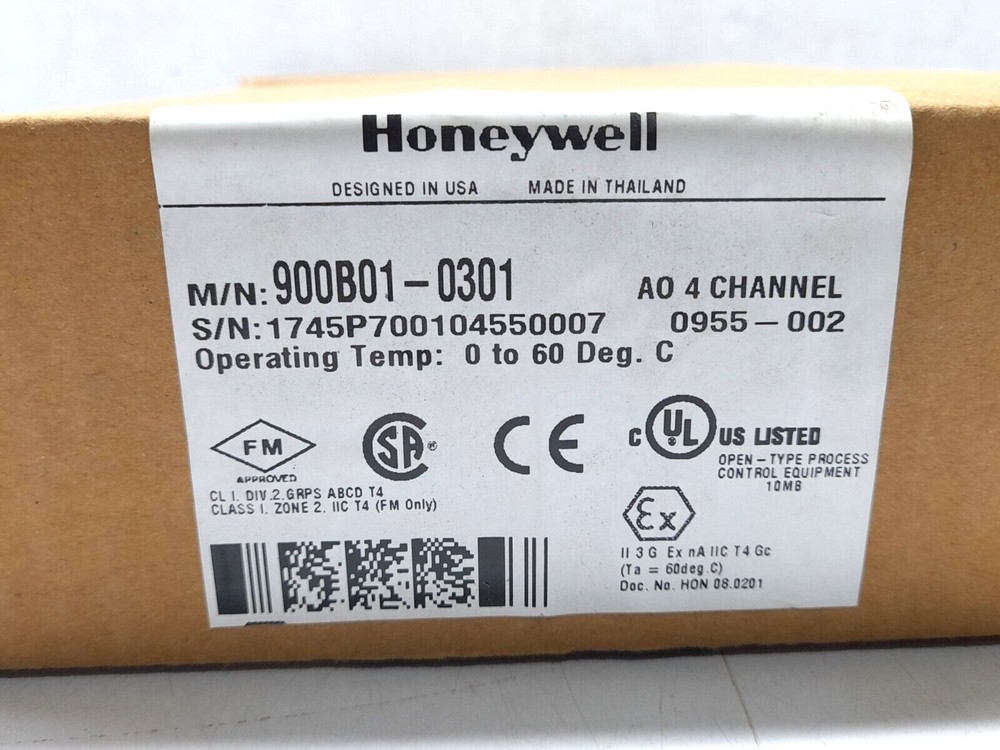 Honeywell
DESIGNED IN USA MADE IN THAILAND
M/N: 900B01-0301 AO 4 CHANNEL
S/N: 1745P700104550007 0955-002
Operating Temp: 0 to 60 Deg. C
FM
APPROVED
SA®
CE
C UL US LISTED
OPEN-TYPE PROCESS
CONTROL EQUIPMENT
10MB
CL I. DIV.2.GRPS ABCD T4
CLASS I. ZONE 2. IIC T4 (FM Only)
Ex
II 3 G Ex nA IIC T4 Gc
(Ta = 60deg.C)
Doc. No. HON 08.0201